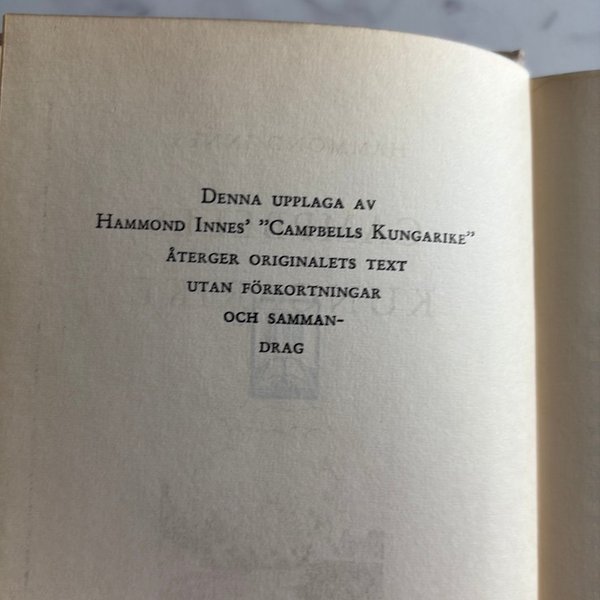 DENNA UPPLAGA AV
HAMMOND INNES' ”CAMPBELLS KUNGARIKE”
ÅTERGER ORIGINALETS TEXT
UTAN FÖRKORTNINGAR
OCH SAMMAN-
DRAG